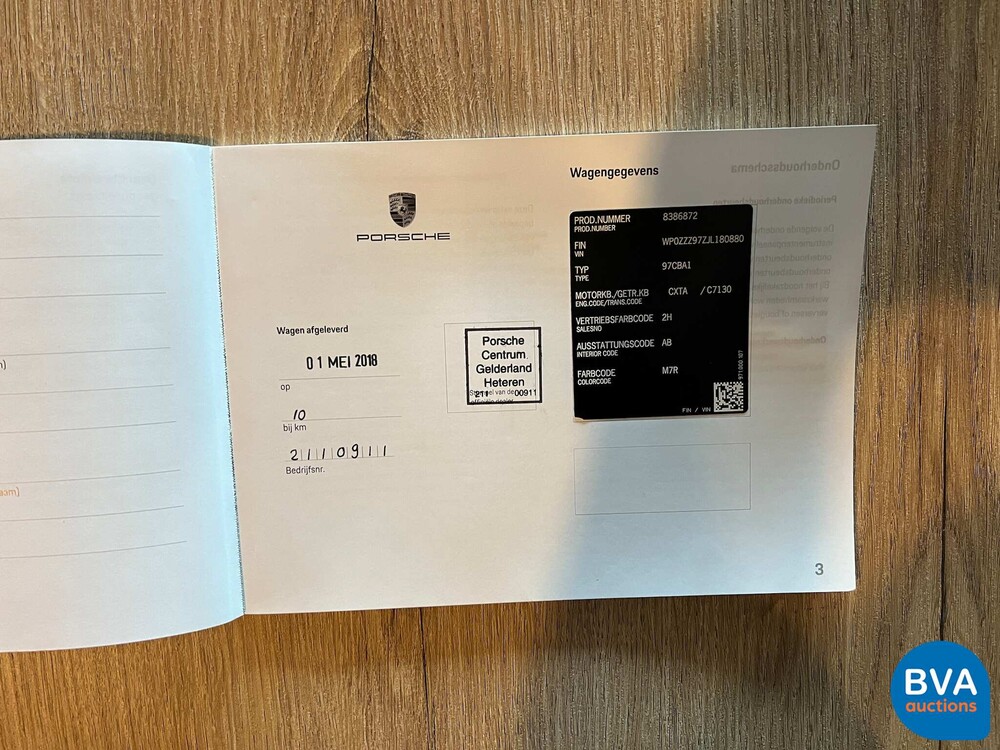 PORSCHE
Wagen afgeleverd
01 MEI 2018
op
10
bij km
2110911
Bedrijfsnr.
Porsche
Centrum
Gelderland
Heteren
211 00911
Wagengegevens
PROD.NUMMER 8386872
PROD.NUMBER
FIN WP0ZZZ97ZJL180880
VIN
TYP 97CBA1
TYPE
MOTORKB./GETR.KB CXTA / C7130
ENG.CODE/TRANS.CODE
VERTRIEBSFARBCODE 2H
SALESNO
AUSSTATTUNGSCODE AB
INTERIOR CODE
FARBCODE M7R
COLORCODE
FIN / VIN
3
Onderhoudsschema
BVA
auctions